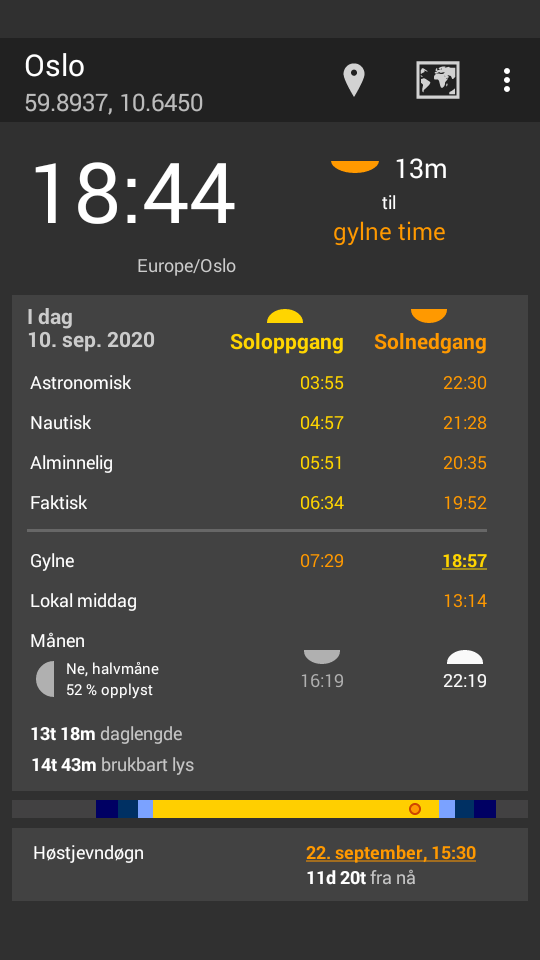 Oslo
59.8937, 10.6450
18:44
13m
til
gylne time
Europe/Oslo
I dag
10. sep. 2020
Soloppgang Solnedgang
Astronomisk 03:55 22:30
Nautisk 04:57 21:28
Alminnelig 05:51 20:35
Faktisk 06:34 19:52
Gylne 07:29 18:57
Lokal middag 13:14
Månen
Ne, halvmåne
52 % opplyst
16:19 22:19
13t 18m daglengde
14t 43m brukbart lys
Høstjevndøgn 22. september, 15:30
11d 20t fra nå